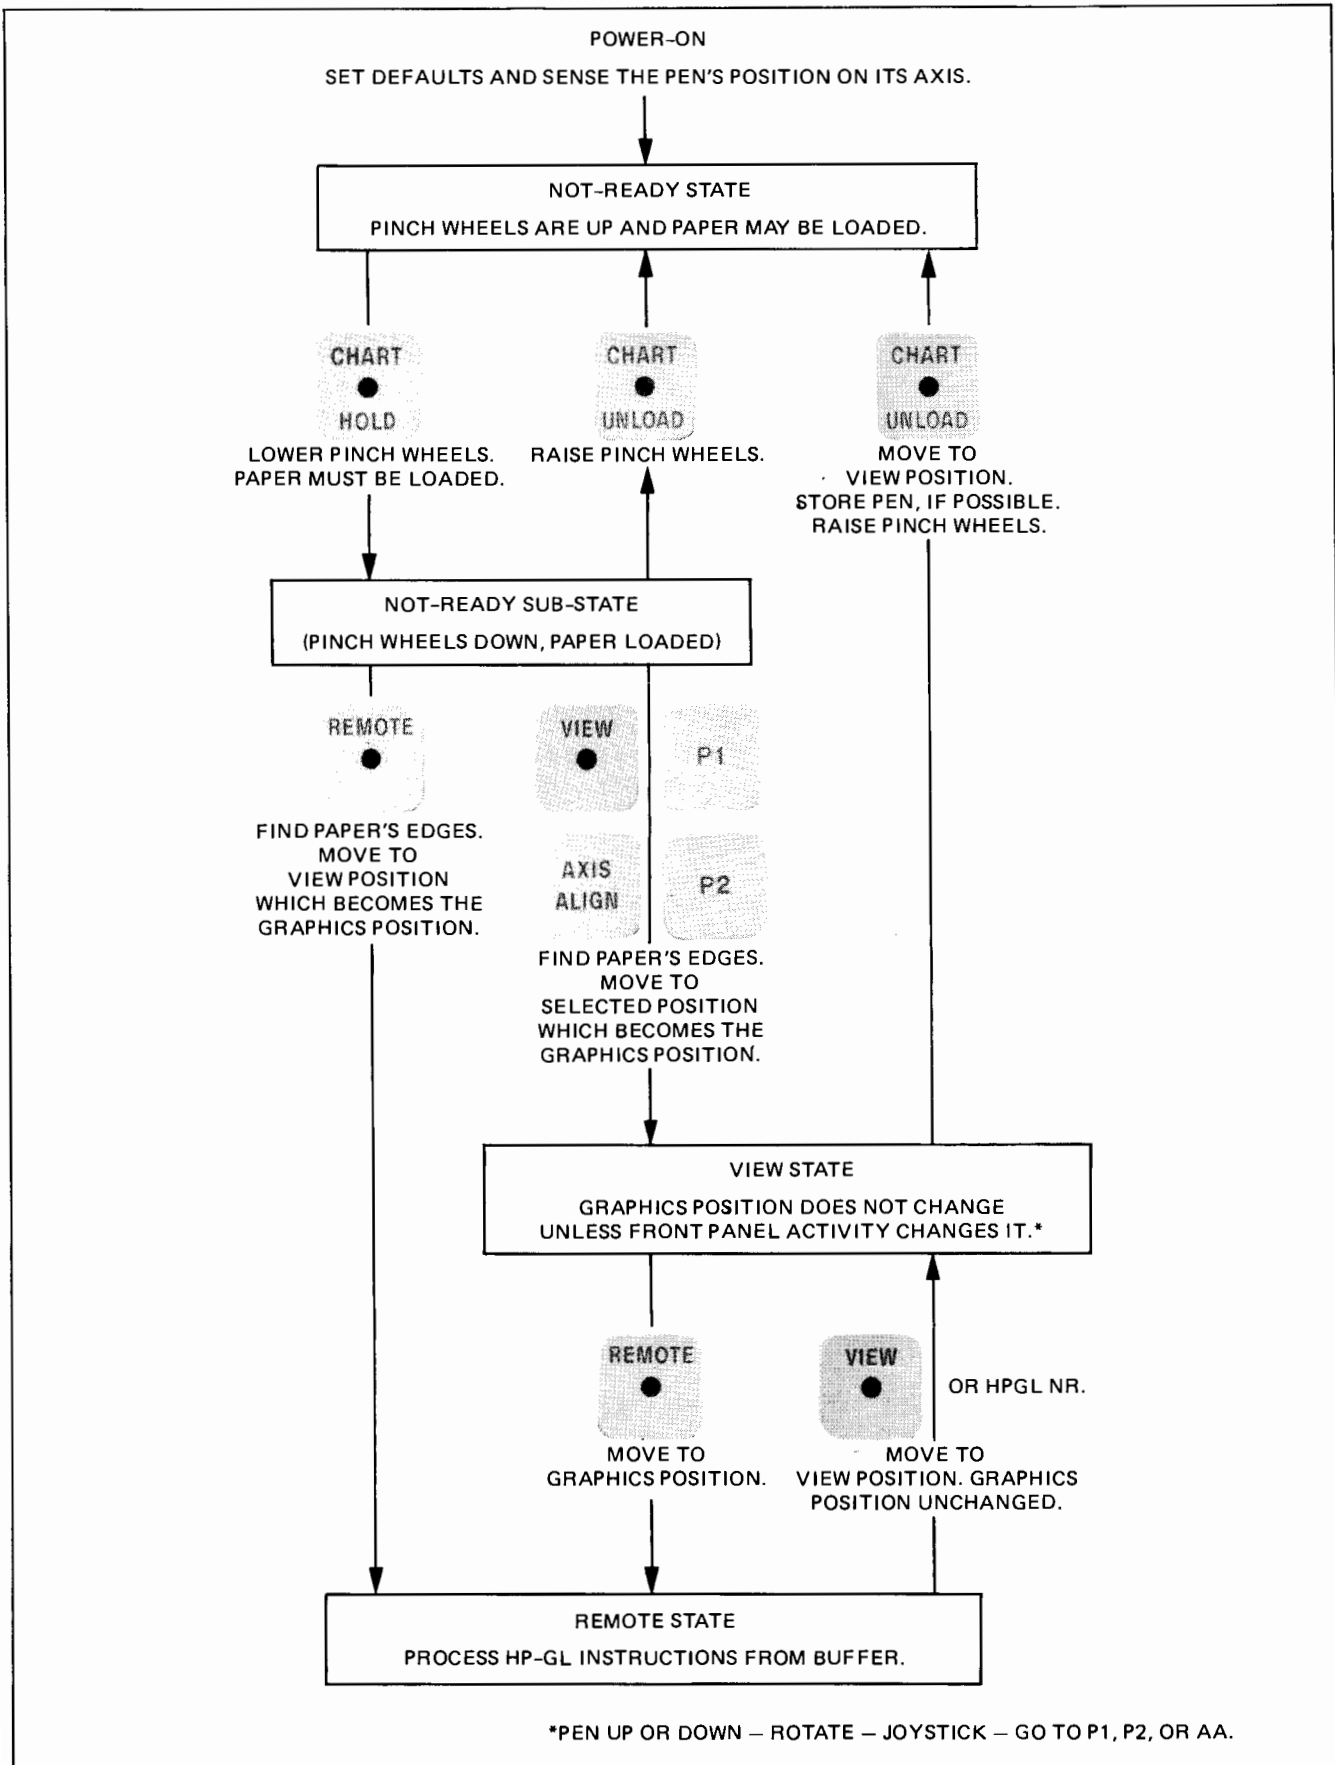 POWER-ON
SET DEFAULTS AND SENSE THE PEN'S POSITION ON ITS AXIS.
NOT-READY STATE
PINCH WHEELS ARE UP AND PAPER MAY BE LOADED.
CHART
HOLD
LOWER PINCH WHEELS.
PAPER MUST BE LOADED.
CHART
UNLOAD
RAISE PINCH WHEELS.
CHART
UNLOAD
MOVE TO
VIEW POSITION.
STORE PEN, IF POSSIBLE.
RAISE PINCH WHEELS.
NOT-READY SUB-STATE
(PINCH WHEELS DOWN, PAPER LOADED)
REMOTE
FIND PAPER'S EDGES.
MOVE TO
VIEW POSITION
WHICH BECOMES THE
GRAPHICS POSITION.
VIEW
P1
AXIS
ALIGN
P2
FIND PAPER'S EDGES.
MOVE TO
SELECTED POSITION
WHICH BECOMES THE
GRAPHICS POSITION.
VIEW STATE
GRAPHICS POSITION DOES NOT CHANGE
UNLESS FRONT PANEL ACTIVITY CHANGES IT.*
REMOTE
MOVE TO
GRAPHICS POSITION.
VIEW
OR HPGL NR.
MOVE TO
VIEW POSITION. GRAPHICS
POSITION UNCHANGED.
REMOTE STATE
PROCESS HP-GL INSTRUCTIONS FROM BUFFER.
*PEN UP OR DOWN — ROTATE — JOYSTICK — GO TO P1, P2, OR AA.